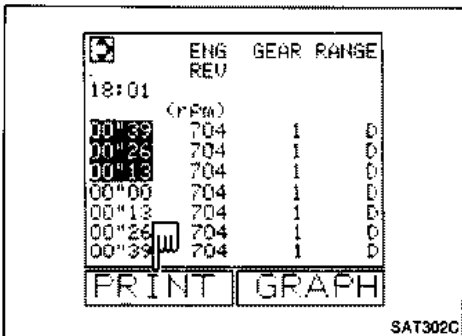 ENG GEAR RANGE
REV
18:01
(rPm)
00"39 704 1 D
00"26 704 1 D
00"13 704 1 D
00"00 704 1 D
00"13 704 1 D
00"26 704 1 D
00"39 704 1 D
PRINT GRAPH
SAT302C